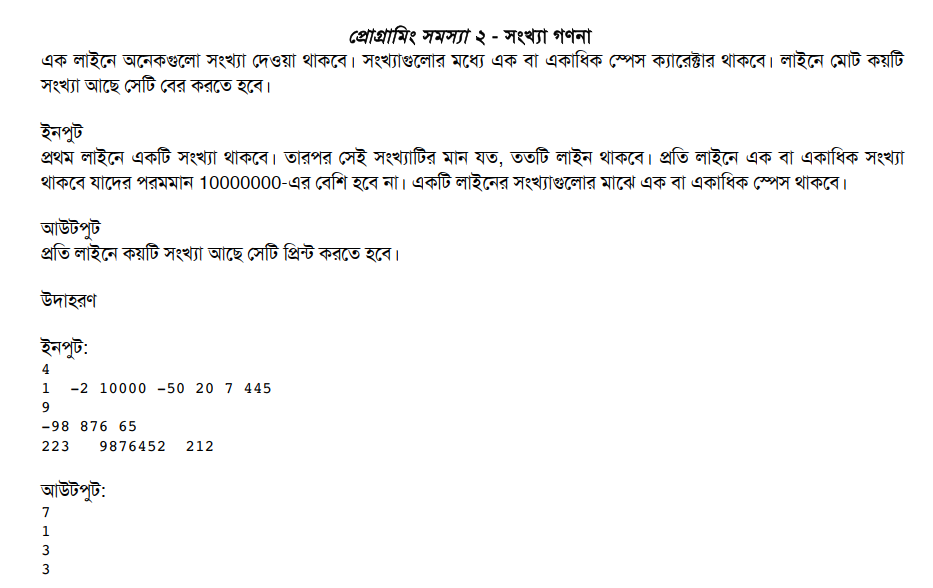 প্রোগ্রামিং সমস্যা ২ - সংখ্যা গণনা
এক লাইনে অনেকগুলো সংখ্যা দেওয়া থাকবে। সংখ্যাগুলোর মধ্যে এক বা একাধিক স্পেস ক্যারেক্টার থাকবে। লাইনে মোট কয়টি
সংখ্যা আছে সেটি বের করতে হবে।
ইনপুট
প্রথম লাইনে একটি সংখ্যা থাকবে। তারপর সেই সংখ্যাটির মান যত, ততটি লাইন থাকবে। প্রতি লাইনে এক বা একাধিক সংখ্যা
থাকবে যাদের পরমমান 10000000-এর বেশি হবে না। একটি লাইনের সংখ্যাগুলোর মাঝে এক বা একাধিক স্পেস থাকবে।
আউটপুট
প্রতি লাইনে কয়টি সংখ্যা আছে সেটি প্রিন্ট করতে হবে।
উদাহরণ
ইনপুট:
4
1  -2 10000 -50 20 7 445
9
-98 876 65
223   9876452  212
আউটপুট:
7
1
3
3